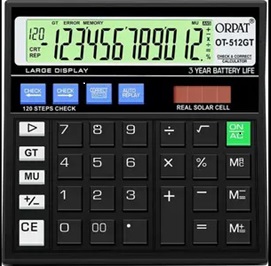 GT ERROR MEMORY
ORPAT
OT-512GT
CHECK & CORRECT
CALCULATOR
120
-123456789012.
CRT
REP
LARGE DISPLAY
3 YEAR BATTERY LIFE
CHECK
CHECK
CORRECT
AUTO
REPLAY
120 STEPS CHECK
REAL SOLAR CELL
▷ 7 8 9 ÷ √ ON AC
GT 4 5 6 × % M
MU 1 2 3 - M-
+/-
CE 0 00 • + = M+